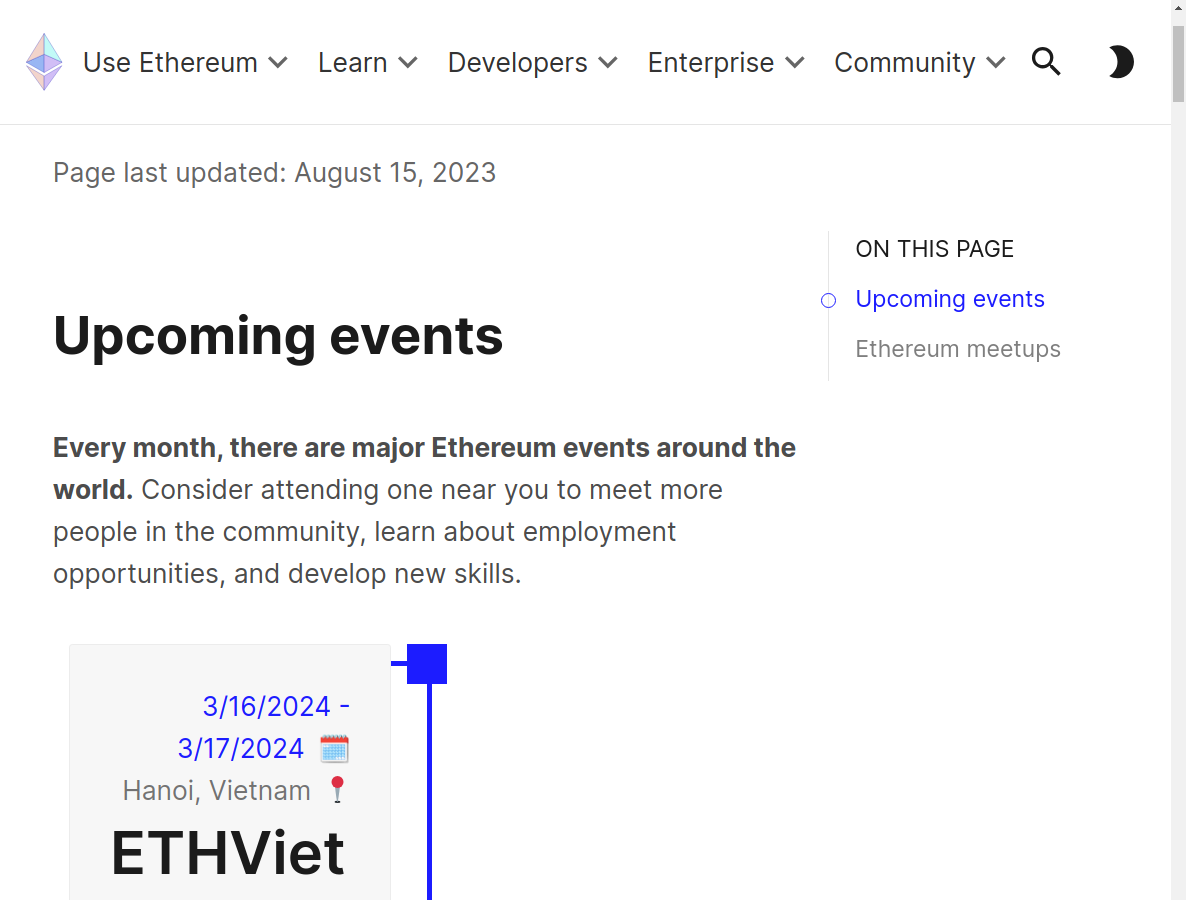 Use Ethereum Learn Developers Enterprise Community
Page last updated: August 15, 2023
ON THIS PAGE
Upcoming events
Ethereum meetups
Upcoming events
Every month, there are major Ethereum events around the
world. Consider attending one near you to meet more
people in the community, learn about employment
opportunities, and develop new skills.
3/16/2024 -
3/17/2024
Hanoi, Vietnam
ETHViet